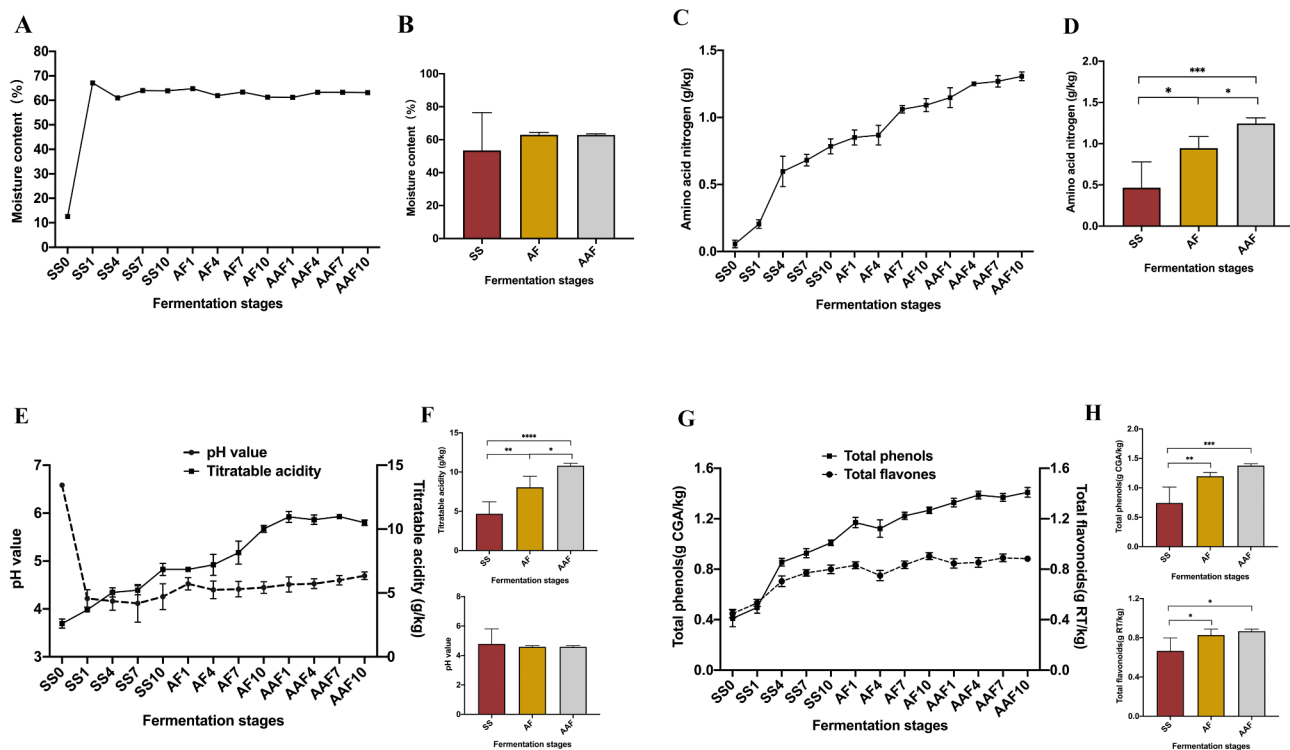 A
Moisture content (%)
80
70
60
50
40
30
20
10
0
SS0 SS1 SS4 SS7 SS10 AF1 AF4 AF7 AF10 AAF1 AAF4 AAF7 AAF10
Fermentation stages
B
Moisture content (%)
100
80
60
40
20
0
SS AF AAF
Fermentation stages
C
Amino acid nitrogen (g/kg)
1.5
1.0
0.5
0.0
SS0 SS1 SS4 SS7 SS10 AF1 AF4 AF7 AF10 AAF1 AAF4 AAF7 AAF10
Fermentation stages
D
Amino acid nitrogen (g/kg)
2.0
1.5
1.0
0.5
0.0
***
* *
SS AF AAF
Fermentation stages
E
pH value
Titratable acidity
pH value
7
6
5
4
3
Titratable acidity (g/kg)
15
10
5
0
SS0 SS1 SS4 SS7 SS10 AF1 AF4 AF7 AF10 AAF1 AAF4 AAF7 AAF10
Fermentation stages
F
Titratable acidity (g/kg)
15
10
5
0
****
** *
SS AF AAF
pH value
8
6
4
2
0
SS AF AAF
Fermentation stages
G
Total phenols
Total flavones
Total phenols(g CGA/kg)
1.6
1.2
0.8
0.4
0.0
Total flavonoids(g RT/kg)
1.6
1.2
0.8
0.4
0.0
SS0 SS1 SS4 SS7 SS10 AF1 AF4 AF7 AF10 AAF1 AAF4 AAF7 AAF10
Fermentation stages
H
Total phenols(g CGA/kg)
2.0
1.5
1.0
0.5
0.0
***
**
SS AF AAF
Total flavonoids(g RT/kg)
1.2
0.9
0.6
0.3
0.0
*
*
SS AF AAF
Fermentation stages